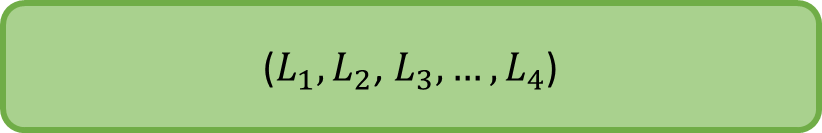 (L₁, L₂, L₃, … , L₄)